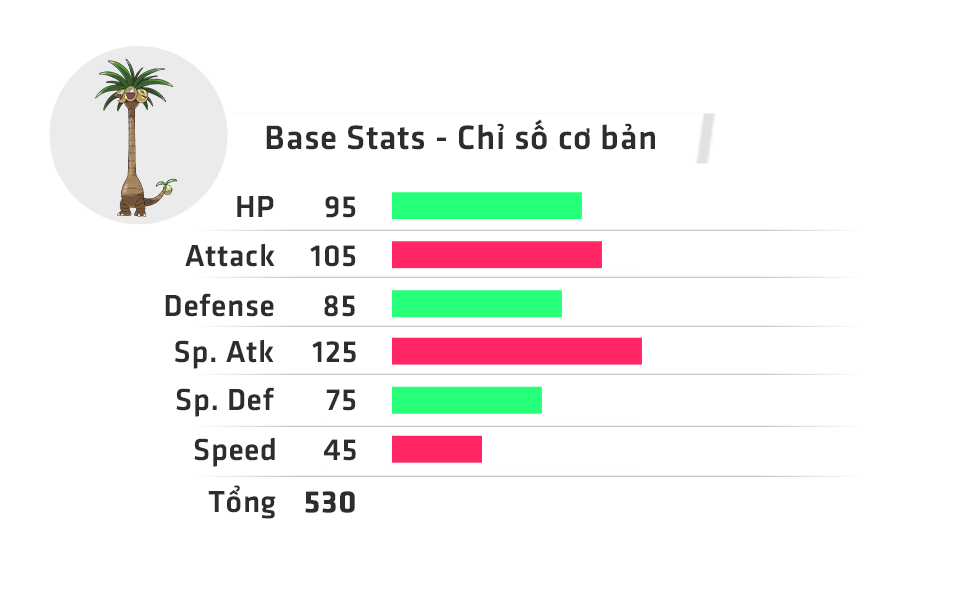 Base Stats - Chỉ số cơ bản
HP 95
Attack 105
Defense 85
Sp. Atk 125
Sp. Def 75
Speed 45
Tổng 530